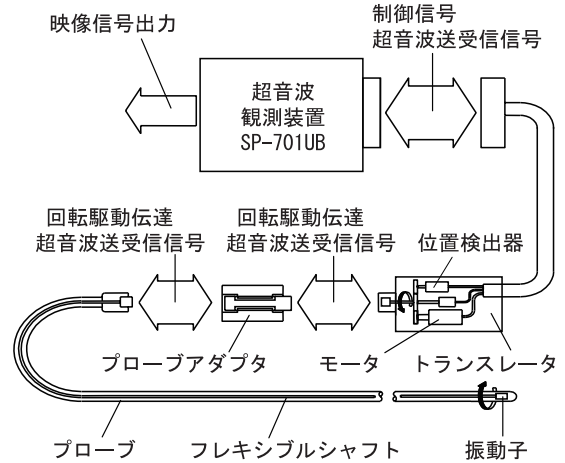 映像信号出力
制御信号
超音波送受信信号
超音波
観測装置
SP-701UB
回転駆動伝達
超音波送受信信号
回転駆動伝達
超音波送受信信号
位置検出器
プローブアダプタ
モータ
トランスレータ
プローブ
フレキシブルシャフト
振動子